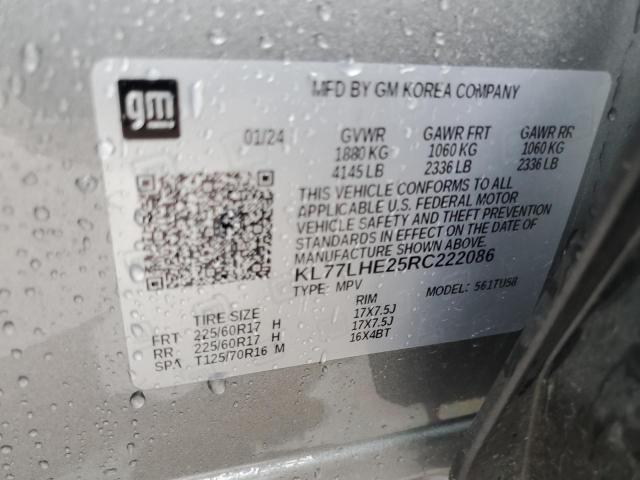 gm
MFD BY GM KOREA COMPANY
01/24 GVWR GAWR FRT GAWR RR
1880 KG 1060 KG 1060 KG
4145 LB 2336 LB 2336 LB
THIS VEHICLE CONFORMS TO ALL
APPLICABLE U.S. FEDERAL MOTOR
VEHICLE SAFETY AND THEFT PREVENTION
STANDARDS IN EFFECT ON THE DATE OF
MANUFACTURE SHOWN ABOVE.
KL77LHE25RC222086
TYPE: MPV MODEL: 561TU58
TIRE SIZE RIM
FRT 225/60R17 H 17X7.5J
RR 225/60R17 H 17X7.5J
SPA T125/70R16 M 16X4BT